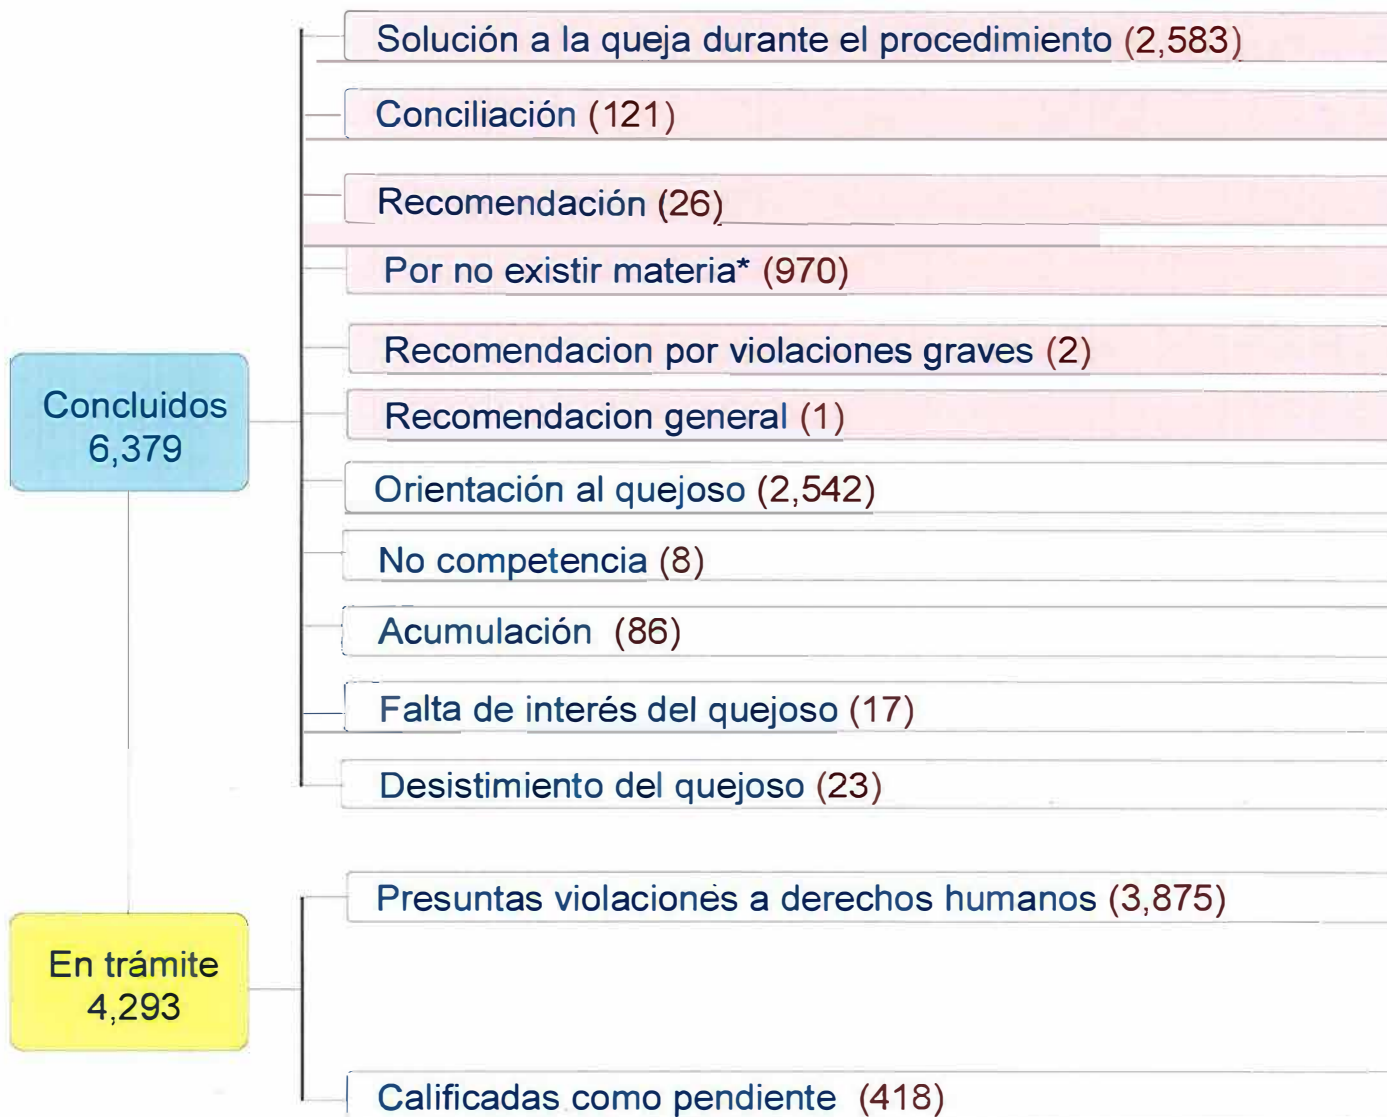 Solución a la queja durante el procedimiento (2,583)
Conciliación (121)
Recomendación (26)
Por no existir materia* (970)
Recomendacion por violaciones graves (2)
Recomendacion general (1)
Concluidos
6,379
Orientación al quejoso (2,542)
No competencia (8)
Acumulación (86)
Falta de interés del quejoso (17)
Desistimiento del quejoso (23)
Presuntas violaciones a derechos humanos (3,875)
En trámite
4,293
Calificadas como pendiente (418)